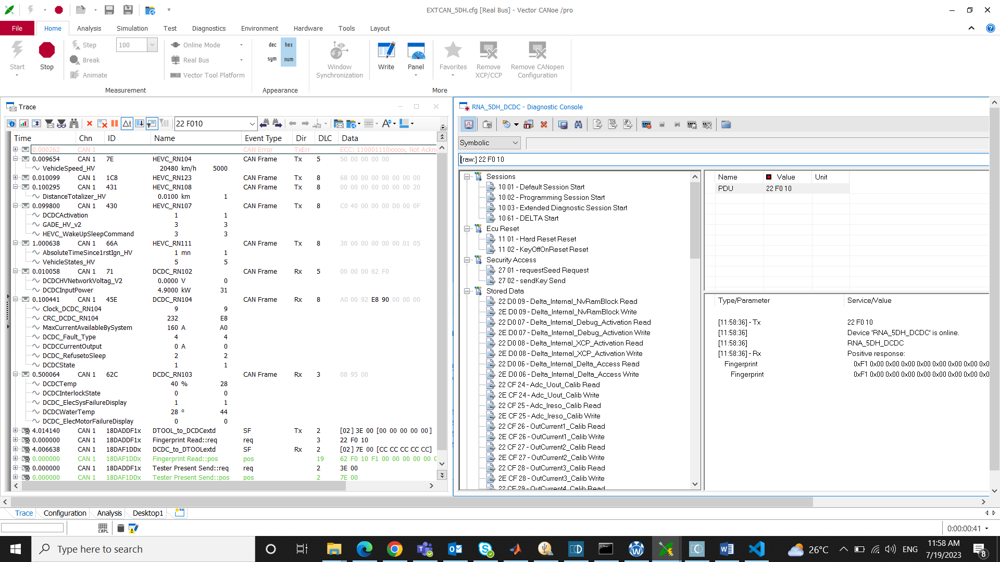 EXTCAN_5DH.cfg [Real Bus] - Vector CANoe /pro
File Home Analysis Simulation Test Diagnostics Environment Hardware Tools Layout
Start Stop
Step 100
Break
Animate
Measurement
Online Mode
Real Bus
Vector Tool Platform
dec hex
sym num
Appearance
Window Synchronization
Write
Panel
Favorites
Remove XCP/CCP
Remove CANopen Configuration
More
Trace
22 F010
Time Chn ID Name Event Type Dir DLC Data
0.000262 CAN 1 CAN Error TxErr ECC: 110001110xxxxx, Not Ackn
0.009654 CAN 1 7E HEVC_RN104 CAN Frame Tx 5 50 00 00 00 00
VehicleSpeed_HV 20480 km/h 5000
0.010099 CAN 1 1C8 HEVC_RN123 CAN Frame Tx 8 68 00 00 00 00 00 00 00
0.100295 CAN 1 431 HEVC_RN108 CAN Frame Tx 8 00 00 00 00 00 00 00 20
DistanceTotalizer_HV 0.0100 km 1
0.099800 CAN 1 430 HEVC_RN107 CAN Frame Tx 8 C0 40 00 00 00 D0 00 0F
DCDCActivation 1 1
GADE_HV_v2 3 3
HEVC_WakeUpSleepCommand 3 3
1.000638 CAN 1 66A HEVC_RN111 CAN Frame Tx 8 30 00 00 00 00 00 01 05
AbsoluteTimeSince1rstIgn_HV 1 mn 1
VehicleStates_HV 5 5
0.010058 CAN 1 71 DCDC_RN102 CAN Frame Rx 5 00 00 00 62 F0
DCDCHVNetworkVoltag_V2 0.0000 V 0
DCDCInputPower 4.9000 kW 31
0.100441 CAN 1 45E DCDC_RN104 CAN Frame Rx 8 A0 00 92 E8 90 00 00 00
Clock_DCDC_RN104 9 9
CRC_DCDC_RN104 232 E8
MaxCurrentAvailableBySystem 160 A A0
DCDC_Fault_Type 4 4
DCDCCurrentOutput 0 A 0
DCDC_RefusetoSleep 2 2
DCDCState 1 1
0.500064 CAN 1 62C DCDC_RN103 CAN Frame Rx 3 08 95 00
DCDCTemp 40 % 28
DCDCInterlockState 0 0
DCDC_ElecSysFailureDisplay 1 1
DCDCWaterTemp 28 º 44
DCDC_ElecMotorFailureDisplay 0 0
4.014140 CAN 1 18DADDF1x DTOOL_to_DCDCextd SF Tx 2 [02] 3E 00 [00 00 00 00 00]
0.000000 CAN 1 18DADDF1x Fingerprint Read::req req 3 22 F0 10
4.006638 CAN 1 18DAF1DDx DCDC_to_DTOOLextd SF Rx 2 [02] 7E 00 [CC CC CC CC CC]
0.000000 CAN 1 18DAF1DDx Fingerprint Read::pos pos 19 62 F0 10 F1 00 00 00 00 00 0
0.000000 CAN 1 18DADDF1x Tester Present Send::req req 2 3E 00
0.000000 CAN 1 18DAF1DDx Tester Present Send::pos pos 2 7E 00
RNA_5DH_DCDC - Diagnostic Console
Symbolic
[raw:] 22 F0 10
Sessions
10 01 - Default Session Start
10 02 - Programming Session Start
10 03 - Extended Diagnostic Session Start
10 61 - DELTA Start
Ecu Reset
11 01 - Hard Reset Reset
11 02 - KeyOffOnReset Reset
Security Access
27 01 - requestSeed Request
27 02 - sendKey Send
Stored Data
22 D0 09 - Delta_Internal_NvRamBlock Read
2E D0 09 - Delta_Internal_NvRamBlock Write
22 D0 07 - Delta_Internal_Debug_Activation Read
2E D0 07 - Delta_Internal_Debug_Activation Write
22 D0 08 - Delta_Internal_XCP_Activation Read
2E D0 08 - Delta_Internal_XCP_Activation Write
22 D0 06 - Delta_Internal_Delta_Access Read
2E D0 06 - Delta_Internal_Delta_Access Write
22 CF 24 - Adc_Uout_Calib Read
2E CF 24 - Adc_Uout_Calib Write
22 CF 25 - Adc_Ireso_Calib Read
2E CF 25 - Adc_Ireso_Calib Write
22 CF 26 - OutCurrent1_Calib Read
2E CF 26 - OutCurrent1_Calib Write
22 CF 27 - OutCurrent2_Calib Read
2E CF 27 - OutCurrent2_Calib Write
22 CF 28 - OutCurrent3_Calib Read
2E CF 28 - OutCurrent3_Calib Write
22 CF 29 - OutCurrent4_Calib Read
Name Value Unit
PDU 22 F0 10
Type/Parameter Service/Value
[11:58:36] - Tx 22 F0 10
[11:58:36] Device 'RNA_5DH_DCDC' is online.
[11:58:36] RNA_5DH_DCDC
[11:58:36] - Rx Positive response:
Fingerprint 0xF1 0x00 0x00 0x00 0x00 0x00 0x00 0x00 0x0
Fingerprint 0xF1 0x00 0x00 0x00 0x00 0x00 0x00 0x00 0x0
Trace Configuration Analysis Desktop1
CAPL
0:00:00:41
Type here to search
26°C ENG
11:58 AM
7/19/2023
8